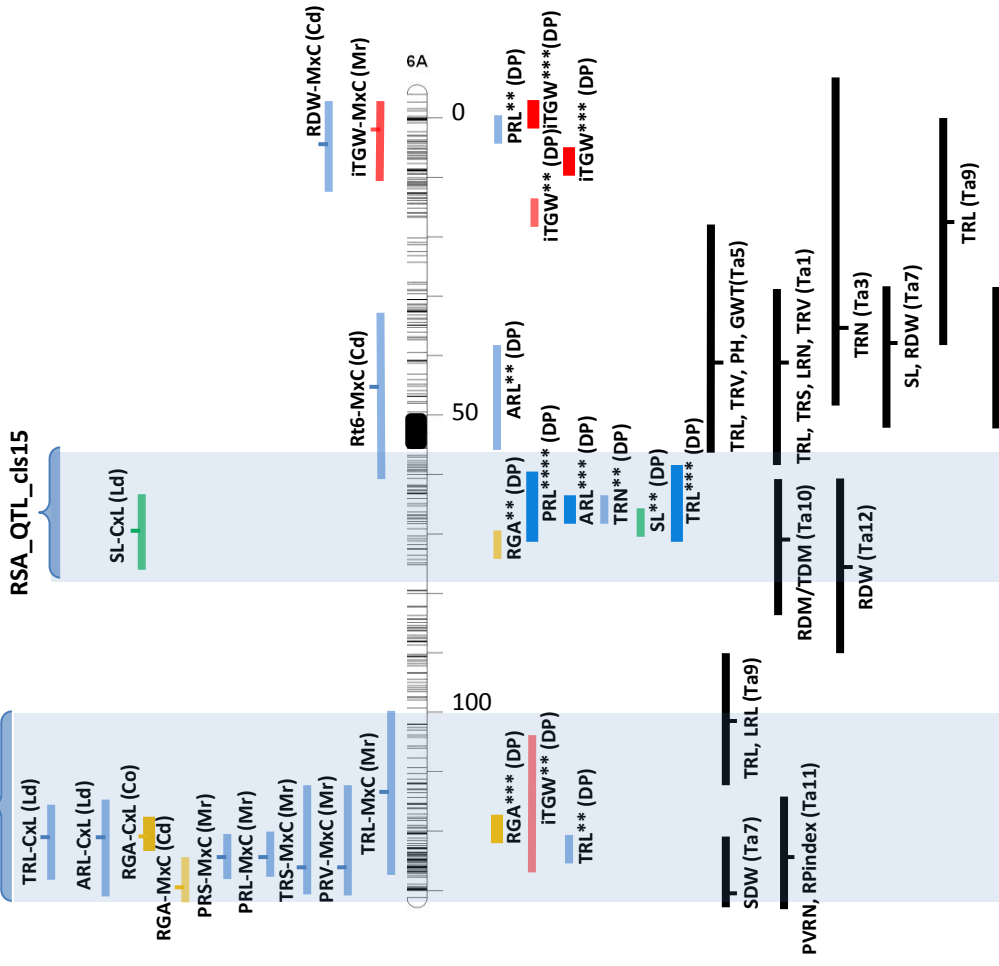 RSA_QTL_cls15
6A
0
50
100
TRL-CxL (Ld)
ARL-CxL (Ld)
RGA-CxL (Co)
RGA-MxC (Cd)
PRS-MxC (Mr)
PRL-MxC (Mr)
TRS-MxC (Mr)
PRV-MxC (Mr)
TRL-MxC (Mr)
SL-CxL (Ld)
Rt6-MxC (Cd)
RDW-MxC (Cd)
iTGW-MxC (Mr)
RGA*** (DP)
iTGW** (DP)
TRL** (DP)
RGA** (DP)
PRL**** (DP)
ARL*** (DP)
TRN** (DP)
SL** (DP)
TRL*** (DP)
ARL** (DP)
PRL** (DP)
iTGW** (DP)
iTGW***(DP)
iTGW*** (DP)
SDW (Ta7)
PVRN, RPindex (Ta11)
TRL, LRL (Ta9)
RDM/TDM (Ta10)
RDW (Ta12)
TRL, TRV, PH, GWT(Ta5)
TRL, TRS, LRN, TRV (Ta1)
TRN (Ta3)
SL, RDW (Ta7)
TRL (Ta9)